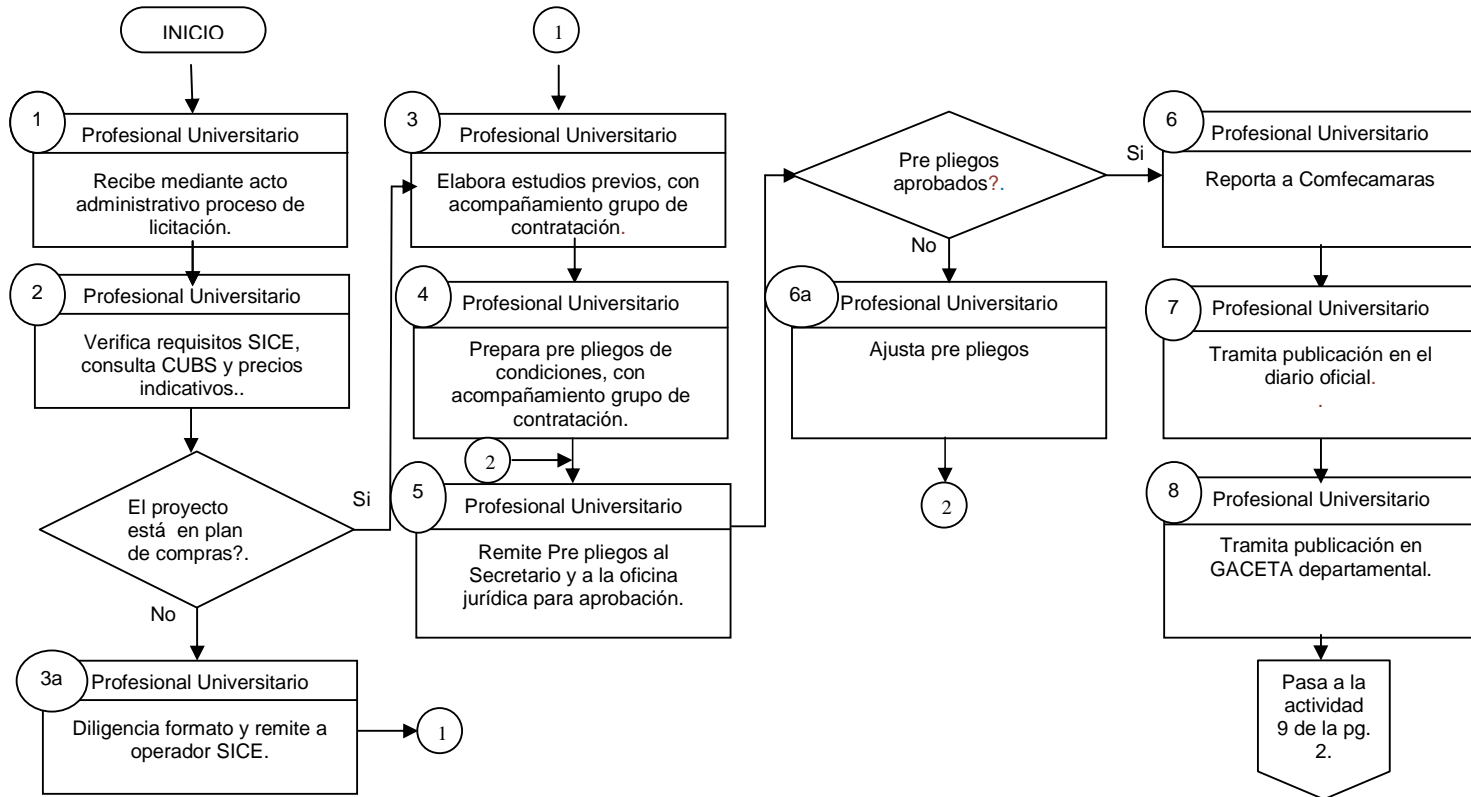 INICIO
1
Profesional Universitario
Recibe mediante acto
administrativo proceso de
licitación.
2
Profesional Universitario
Verifica requisitos SICE,
consulta CUBS y precios
indicativos..
El proyecto
está en plan
de compras?.
Si
No
3a
Profesional Universitario
Diligencia formato y remite a
operador SICE.
1
1
3
Profesional Universitario
Elabora estudios previos, con
acompañamiento grupo de
contratación.
4
Profesional Universitario
Prepara pre pliegos de
condiciones, con
acompañamiento grupo de
contratación.
2
5
Profesional Universitario
Remite Pre pliegos al
Secretario y a la oficina
jurídica para aprobación.
Pre pliegos
aprobados?.
Si
No
6a
Profesional Universitario
Ajusta pre pliegos
2
6
Profesional Universitario
Reporta a Comfecamaras
7
Profesional Universitario
Tramita publicación en el
diario oficial.
.
8
Profesional Universitario
Tramita publicación en
GACETA departamental.
Pasa a la
actividad
9 de la pg.
2.